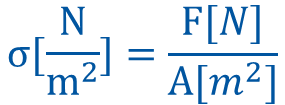 σ[N/m²] = F[N]/A[m²]